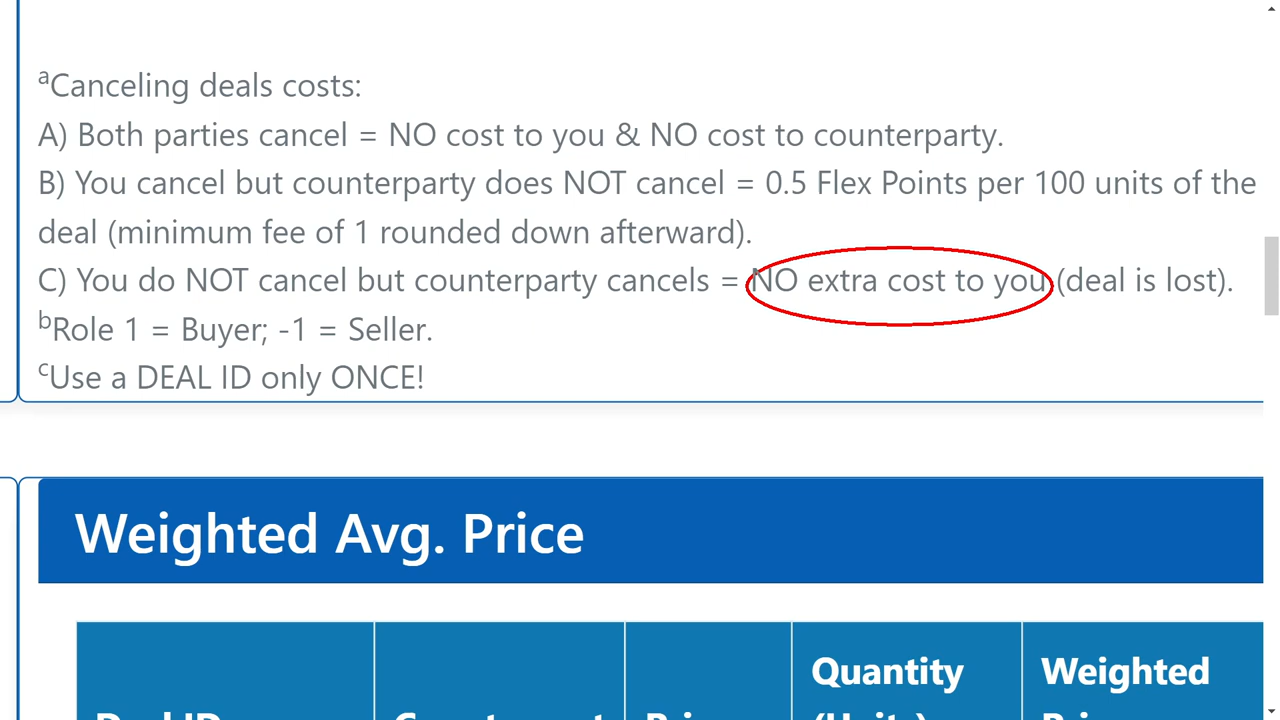 ᵃCanceling deals costs:
A) Both parties cancel = NO cost to you & NO cost to counterparty.
B) You cancel but counterparty does NOT cancel = 0.5 Flex Points per 100 units of the
deal (minimum fee of 1 rounded down afterward).
C) You do NOT cancel but counterparty cancels = NO extra cost to you (deal is lost).
ᵇRole 1 = Buyer; -1 = Seller.
ᶜUse a DEAL ID only ONCE!
Weighted Avg. Price
Quantity Weighted
Deal ID